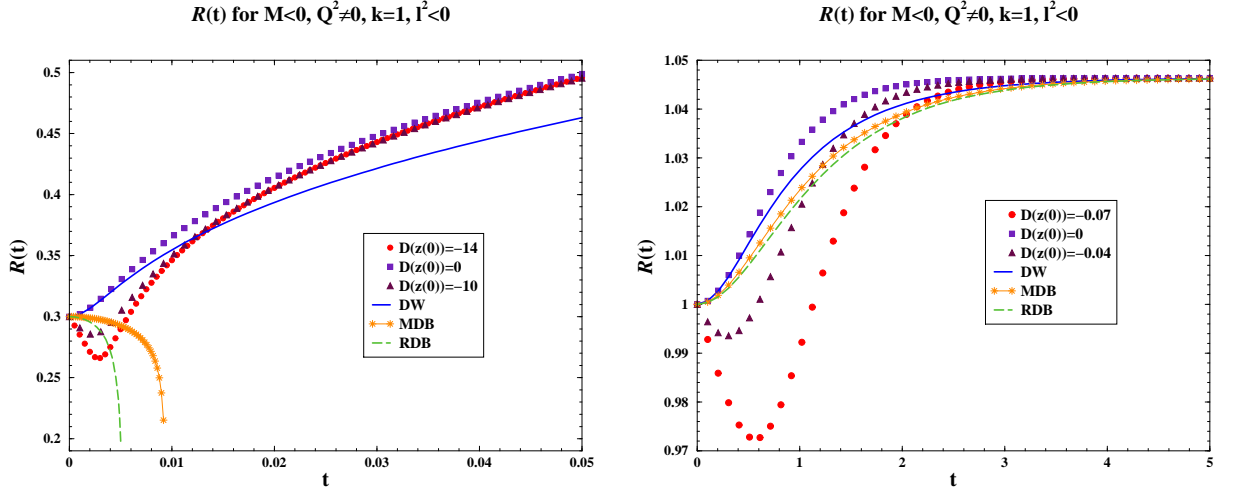 R(t) for M<0, Q²≠0, k=1, l²<0
R(t)
0.5
0.45
0.4
0.35
0.3
0.25
0.2
D(z(0))=−14
D(z(0))=0
D(z(0))=−10
DW
MDB
RDB
0 0.01 0.02 0.03 0.04 0.05
t
R(t) for M<0, Q²≠0, k=1, l²<0
R(t)
1.05
1.04
1.03
1.02
1.01
1
0.99
0.98
0.97
D(z(0))=−0.07
D(z(0))=0
D(z(0))=−0.04
DW
MDB
RDB
0 1 2 3 4 5
t